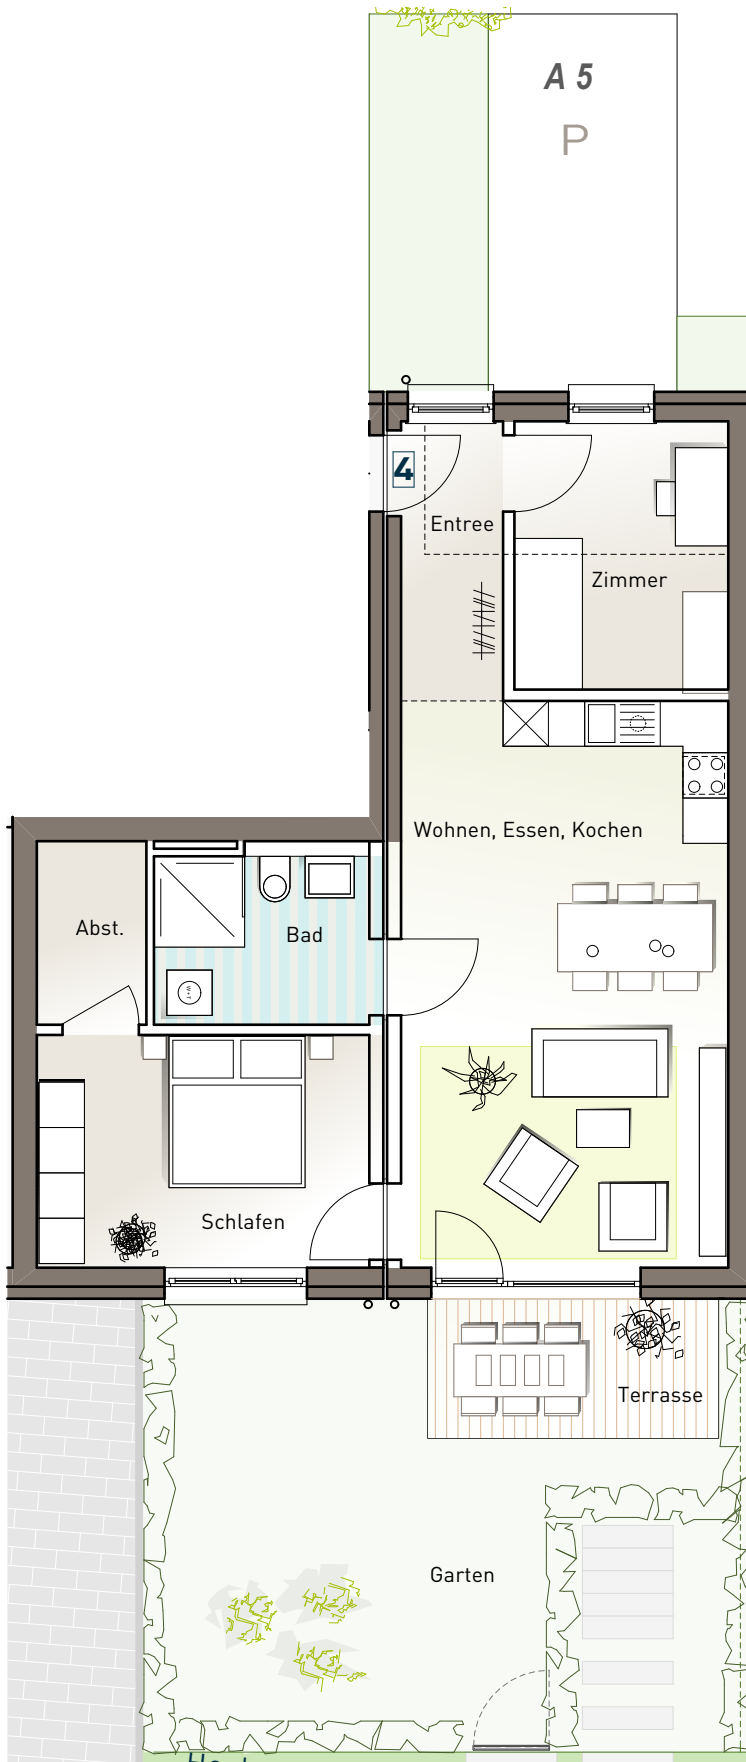 A 5
P
4
Entree
Zimmer
Wohnen, Essen, Kochen
Abst.
Bad
W+T
Schlafen
Terrasse
Garten